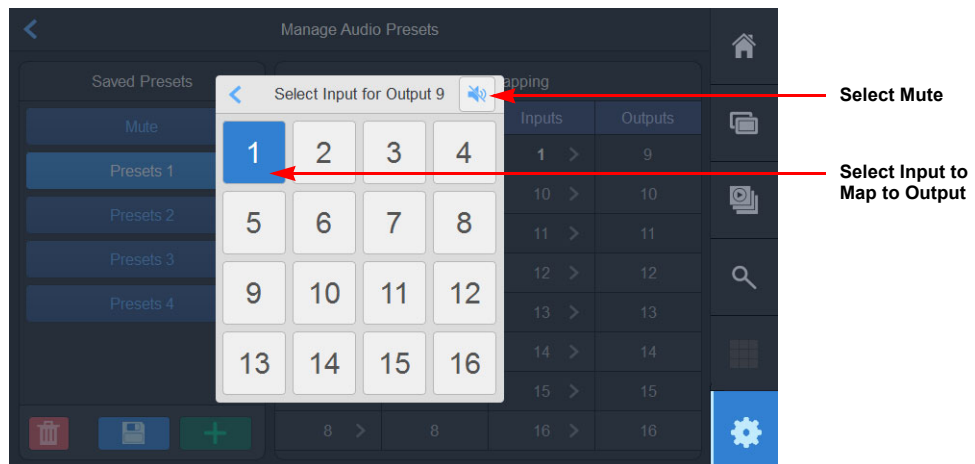 Manage Audio Presets
Saved Presets
Mute
Presets 1
Presets 2
Presets 3
Presets 4
pping
Inputs Outputs
1 > 9
10 > 10
11 > 11
12 > 12
13 > 13
14 > 14
15 > 15
8 > 8 16 > 16
Select Input for Output 9
1 2 3 4
5 6 7 8
9 10 11 12
13 14 15 16
Select Mute
Select Input to
Map to Output